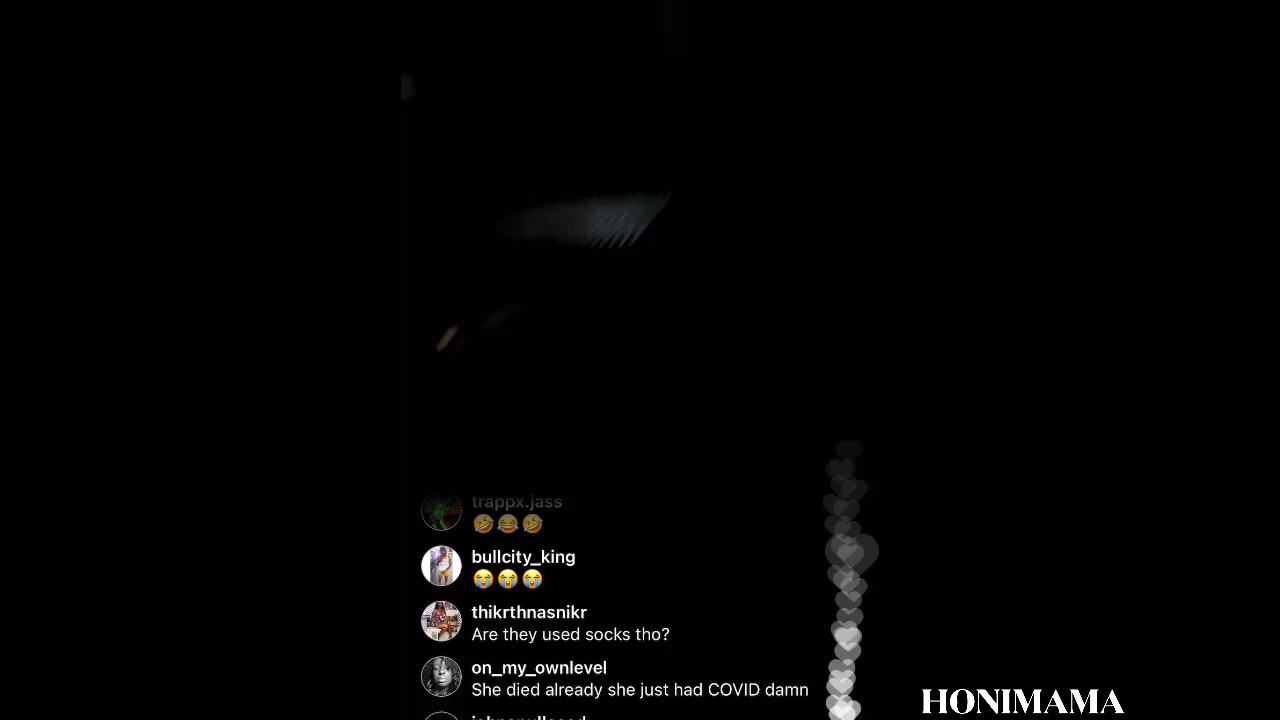 trappx.jass
🤣😂🤣
bullcity_king
😭😭😭
thikrthnasnikr
Are they used socks tho?
on_my_ownlevel
She died already she just had COVID damn
HONIMAMA